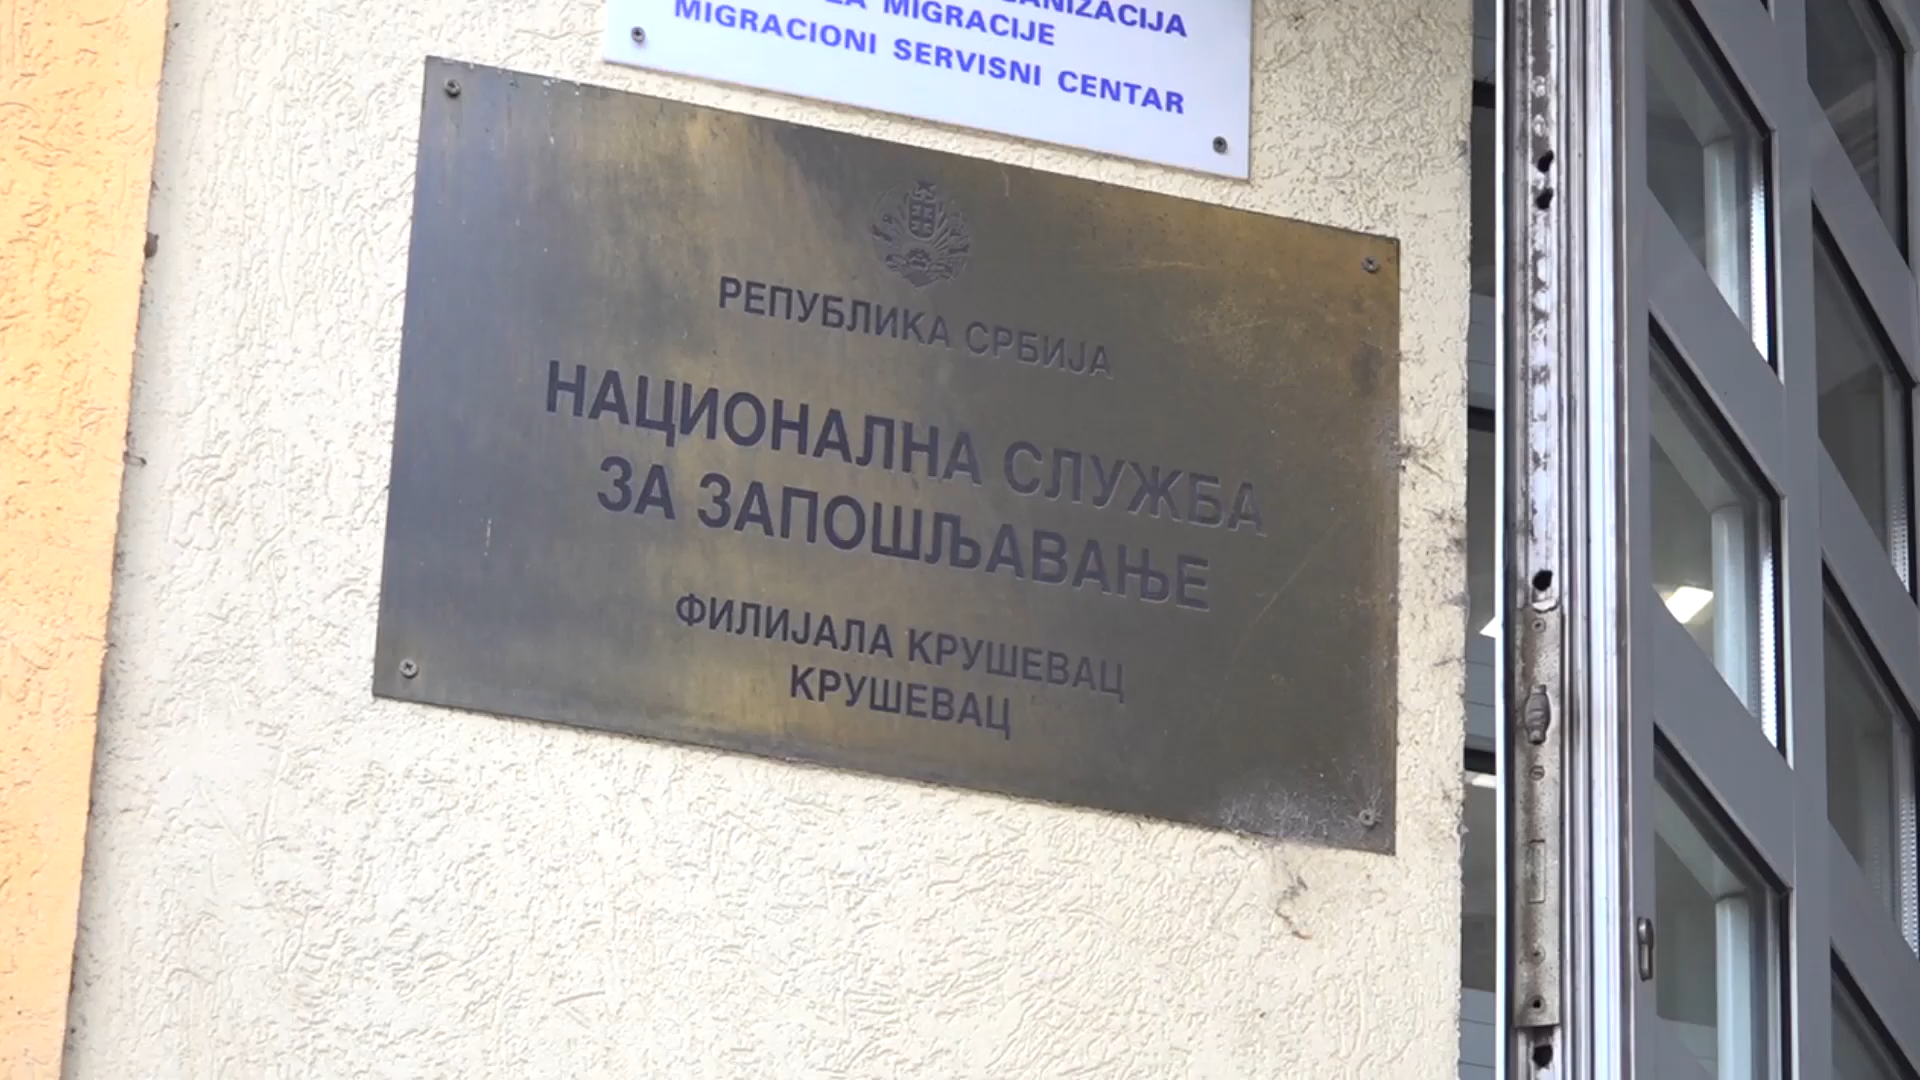 MIGRACIJE
MIGRACIONI SERVISNI CENTAR
РЕПУБЛИКА СРБИЈА
НАЦИОНАЛНА СЛУЖБА
ЗА ЗАПОШЉАВАЊЕ
ФИЛИЈАЛА КРУШЕВАЦ
КРУШЕВАЦ